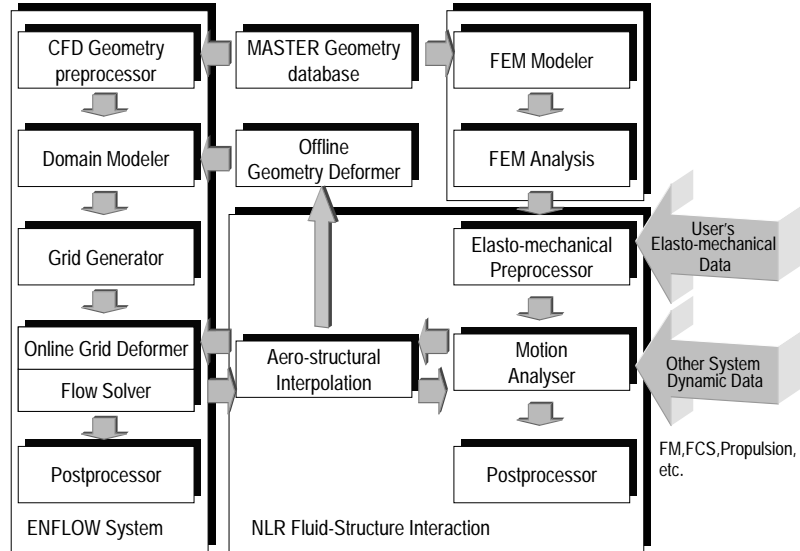 CFD Geometry
preprocessor
MASTER Geometry
database
FEM Modeler
Domain Modeler
Offline
Geometry Deformer
FEM Analysis
Grid Generator
Elasto-mechanical
Preprocessor
User's
Elasto-mechanical
Data
Online Grid Deformer
Flow Solver
Aero-structural
Interpolation
Motion
Analyser
Other System
Dynamic Data
Postprocessor
Postprocessor
FM,FCS,Propulsion,
etc.
ENFLOW System
NLR Fluid-Structure Interaction